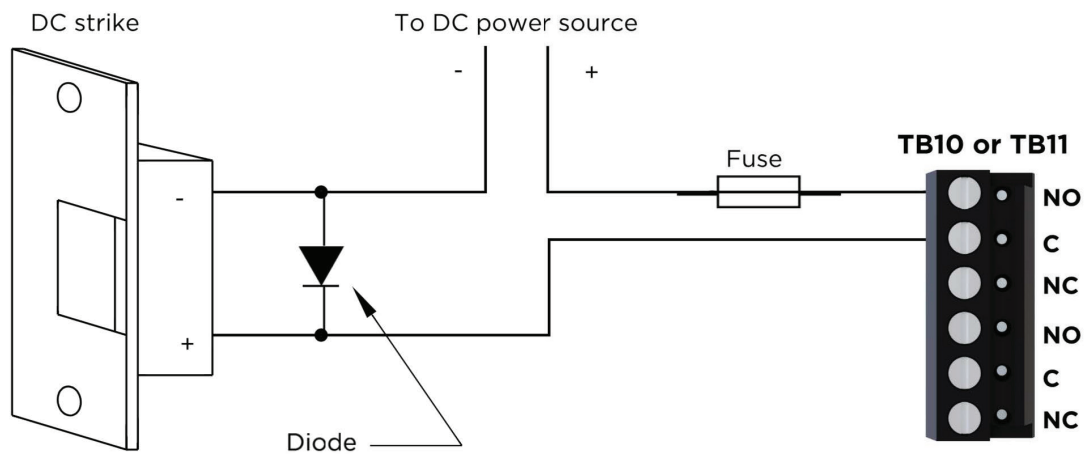 DC strike
To DC power source
-
+
TB10 or TB11
Fuse
NO
-
C
NC
NO
+
C
NC
Diode